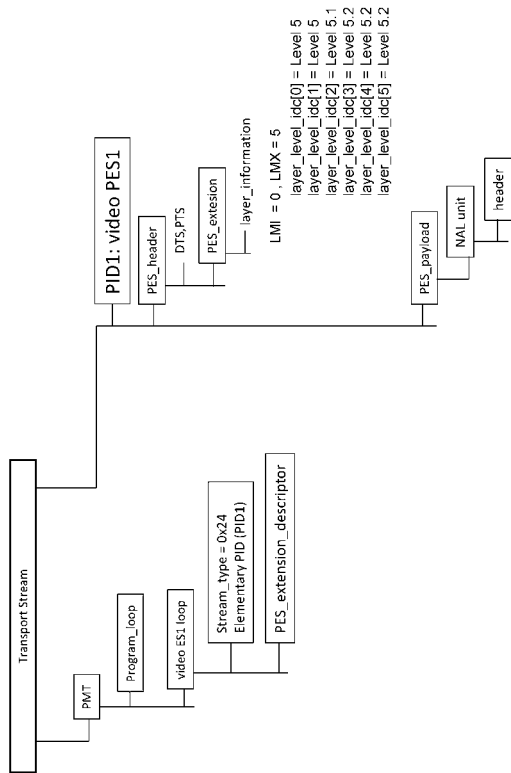 Transport Stream
PMT
Program_loop
video ES1 loop
Stream_type = 0x24
Elementary PID (PID1)
PES_extension_descriptor
PID1: video PES1
PES_header
DTS,PTS
PES_extesion
layer_information
LMI = 0 , LMX = 5
layer_level_idc[0] = Level 5
layer_level_idc[1] = Level 5
layer_level_idc[2] = Level 5.1
layer_level_idc[3] = Level 5.2
layer_level_idc[4] = Level 5.2
layer_level_idc[5] = Level 5.2
PES_payload
NAL unit
header